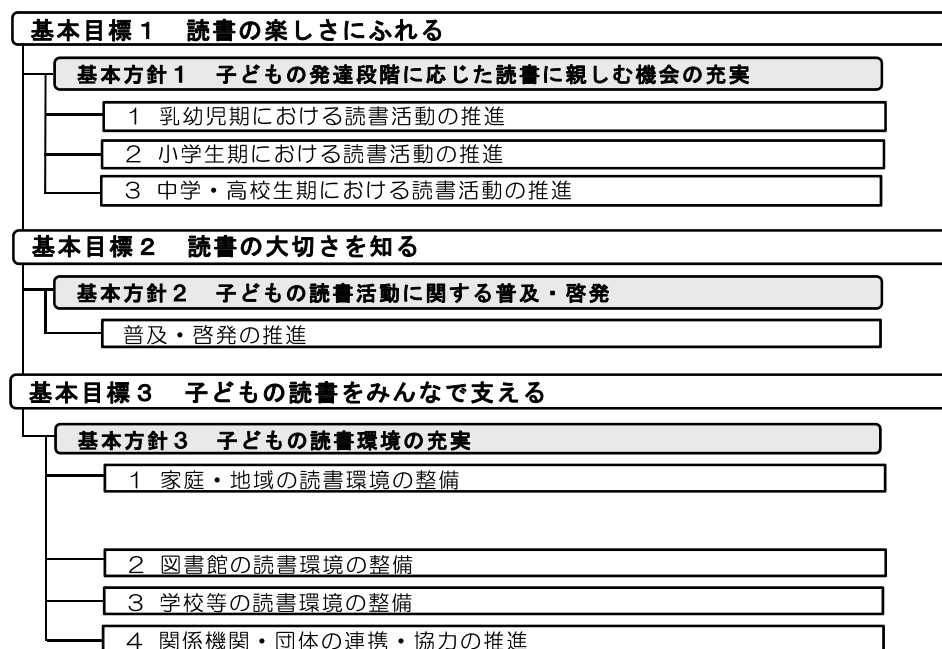 基本目標1　読書の楽しさにふれる
基本方針1　子どもの発達段階に応じた読書に親しむ機会の充実
1　乳幼児期における読書活動の推進
2　小学生期における読書活動の推進
3　中学・高校生期における読書活動の推進
基本目標2　読書の大切さを知る
基本方針2　子どもの読書活動に関する普及・啓発
普及・啓発の推進
基本目標3　子どもの読書をみんなで支える
基本方針3　子どもの読書環境の充実
1　家庭・地域の読書環境の整備
2　図書館の読書環境の整備
3　学校等の読書環境の整備
4　関係機関・団体の連携・協力の推進